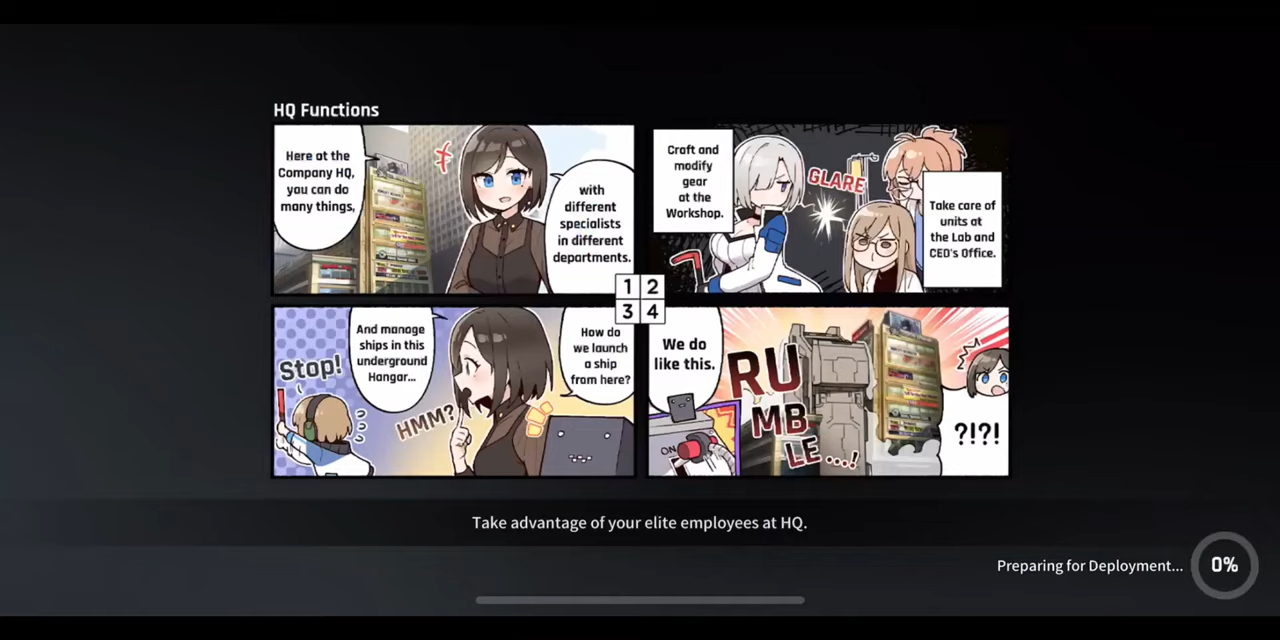 HQ Functions
Here at the
Company HQ,
you can do
many things,
with
different
specialists
in different
departments.
Craft and
modify
gear
at the
Workshop.
GLARE
Take care of
units at
the Lab and
CEO's Office.
1 2
3 4
Stop!
And manage
ships in this
underground
Hangar...
HMM?
How do
we launch
a ship
from here?
We do
like this.
ON
RU
MB
LE...!
?!?!
Take advantage of your elite employees at HQ.
Preparing for Deployment...
0%